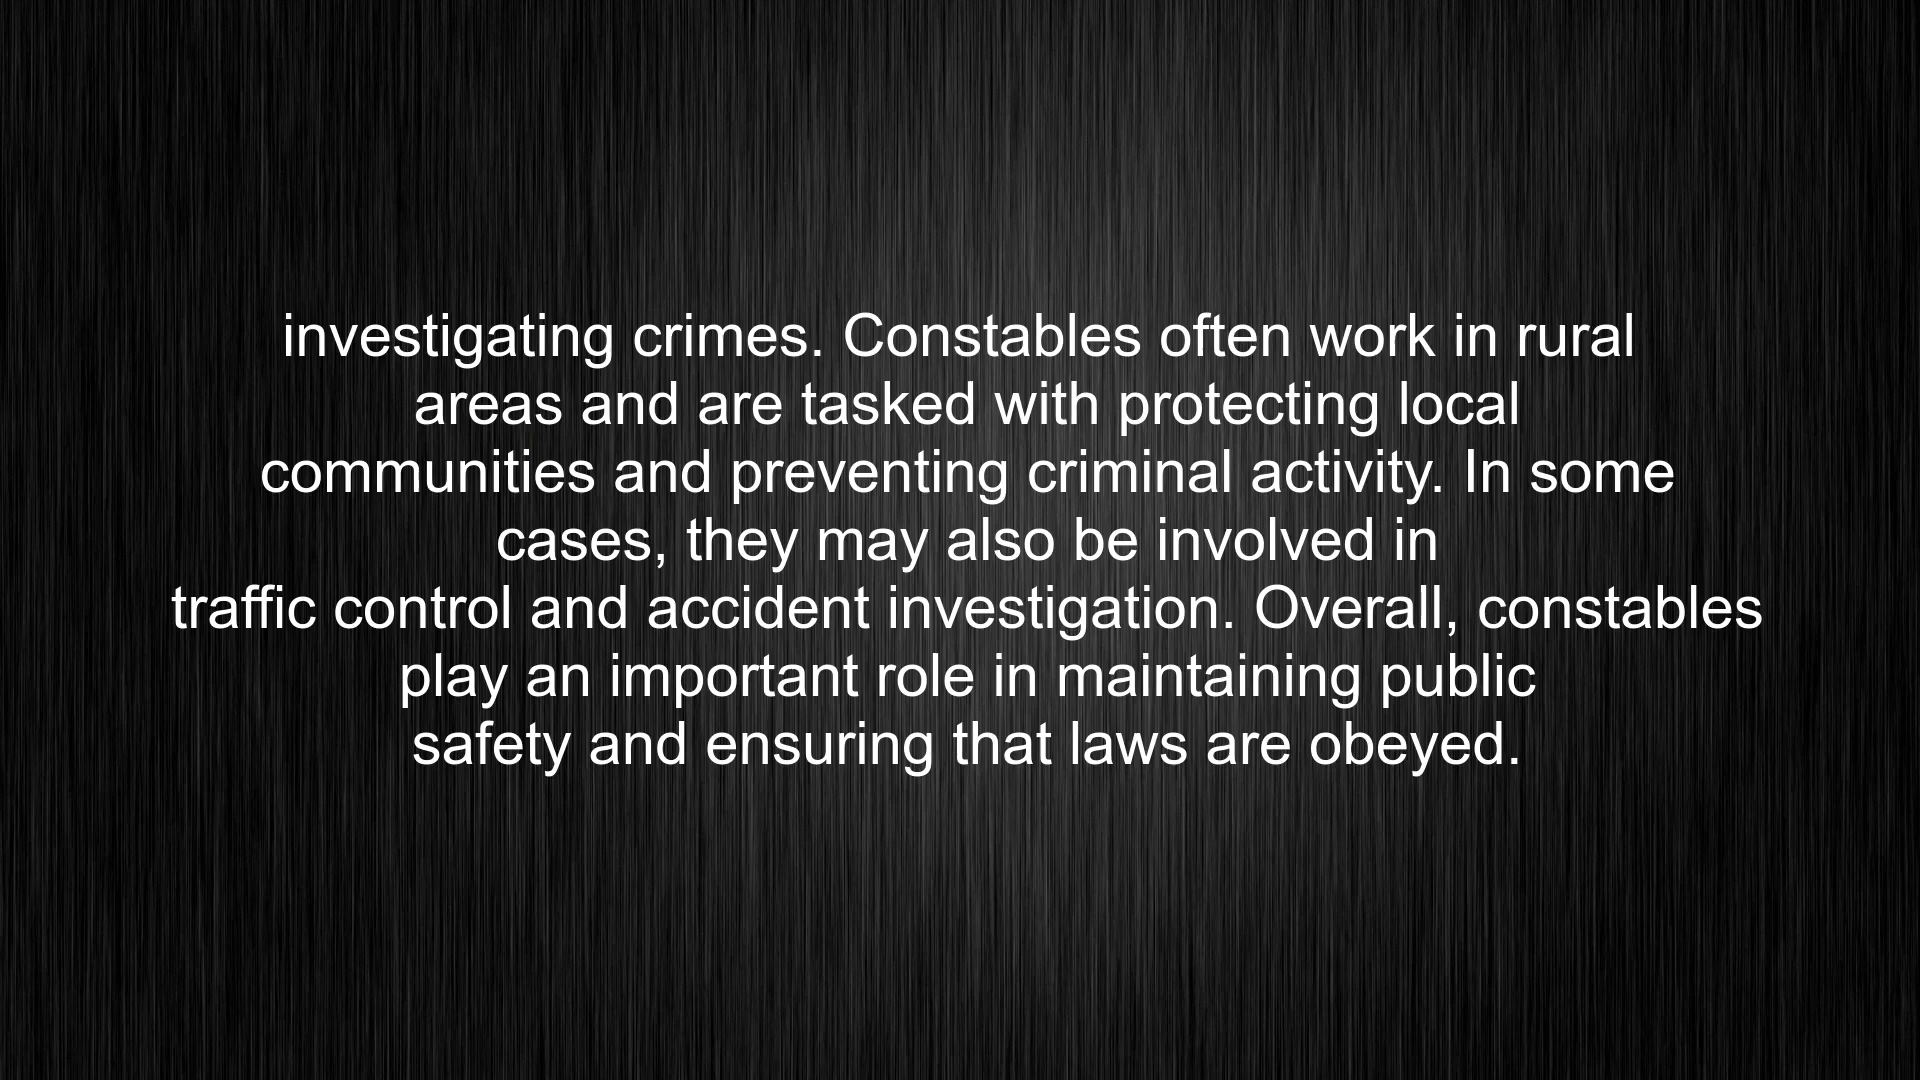 investigating crimes. Constables often work in rural
areas and are tasked with protecting local
communities and preventing criminal activity. In some
cases, they may also be involved in
traffic control and accident investigation. Overall, constables
play an important role in maintaining public
safety and ensuring that laws are obeyed.